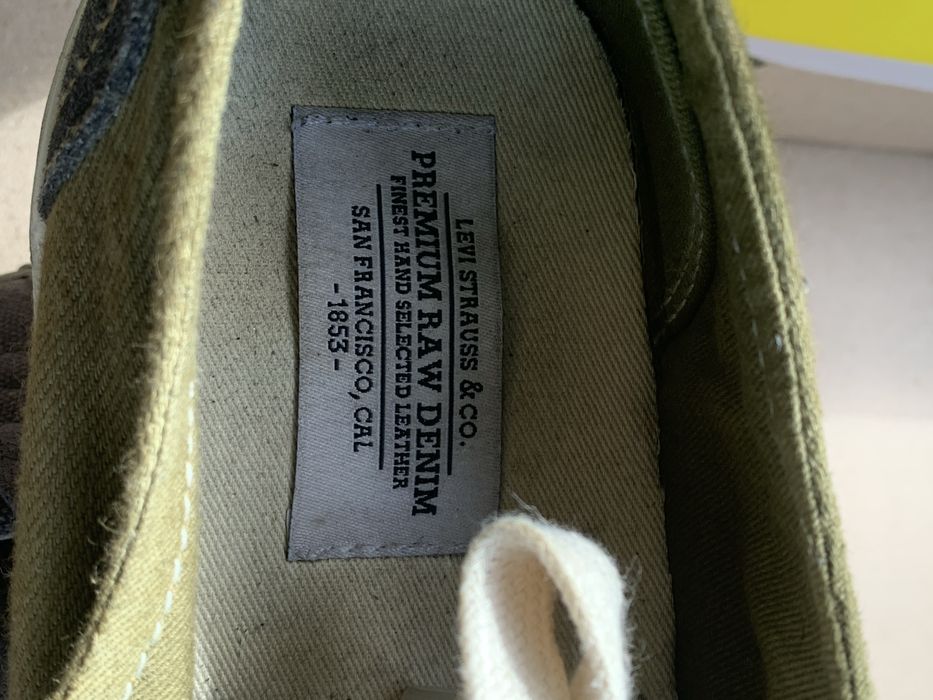 LEVI STRAUSS & CO.
PREMIUM RAW DENIM
FINEST HAND SELECTED LEATHER
SAN FRANCISCO, CAL
-1853-